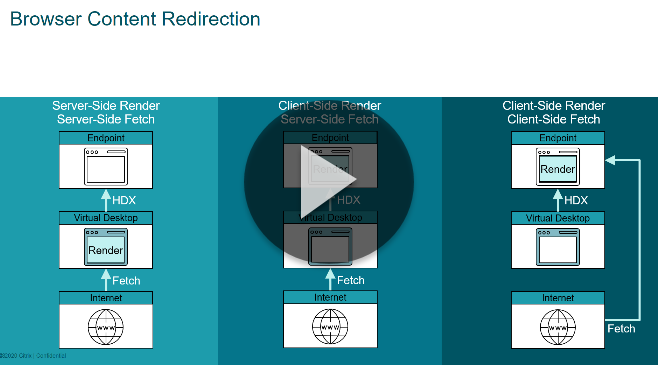 Browser Content Redirection
Server-Side Render
Server-Side Fetch
Endpoint
HDX
Virtual Desktop
Render
Fetch
Internet
www
Client-Side Render
Server-Side Fetch
Endpoint
Render
HDX
Virtual Desktop
Fetch
Internet
www
Client-Side Render
Client-Side Fetch
Endpoint
Render
HDX
Virtual Desktop
Internet
www
Fetch
©2020 Citrix | Confidential